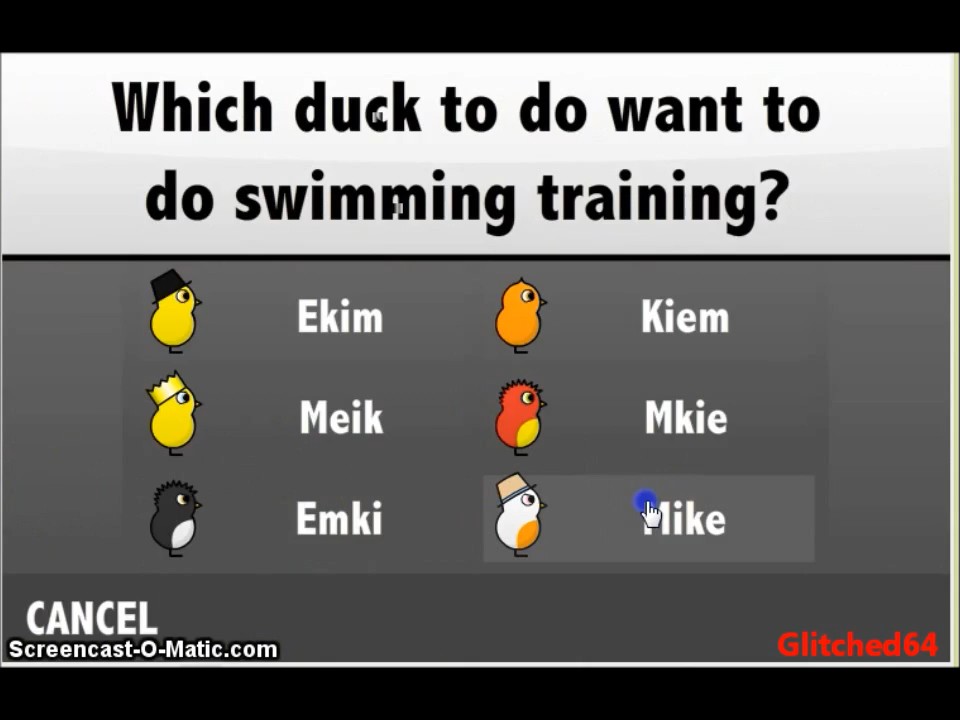 Which duck to do want to
do swimming training?
Ekim Kiem
Meik Mkie
Emki Mike
CANCEL
Screencast-O-Matic.com Glitched64